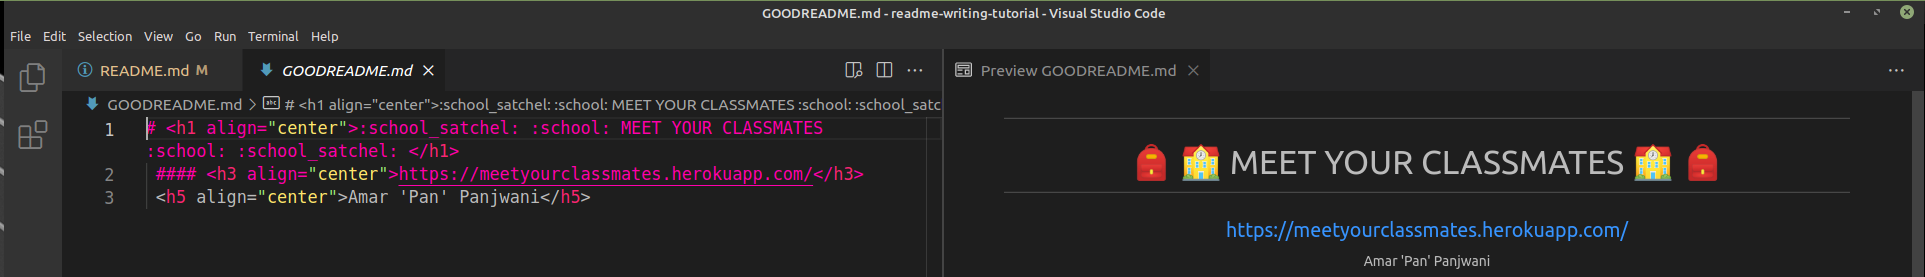 GOODREADME.md - readme-writing-tutorial - Visual Studio Code
File Edit Selection View Go Run Terminal Help
README.md M GOODREADME.md
Preview GOODREADME.md
GOODREADME.md > # <h1 align="center">:school_satchel: :school: MEET YOUR CLASSMATES :school: :school_satc
1 # <h1 align="center">:school_satchel: :school: MEET YOUR CLASSMATES
:school: :school_satchel: </h1>
2 #### <h3 align="center">https://meetyourclassmates.herokuapp.com/</h3>
3 <h5 align="center">Amar 'Pan' Panjwani</h5>
MEET YOUR CLASSMATES
https://meetyourclassmates.herokuapp.com/
Amar 'Pan' Panjwani